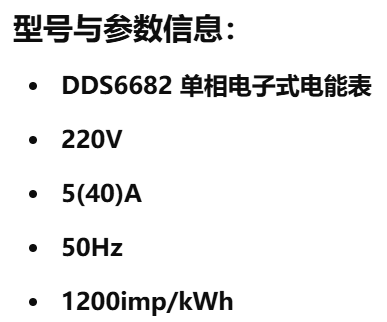 型号与参数信息：
• DDS6682 单相电子式电能表
• 220V
• 5(40)A
• 50Hz
• 1200imp/kWh